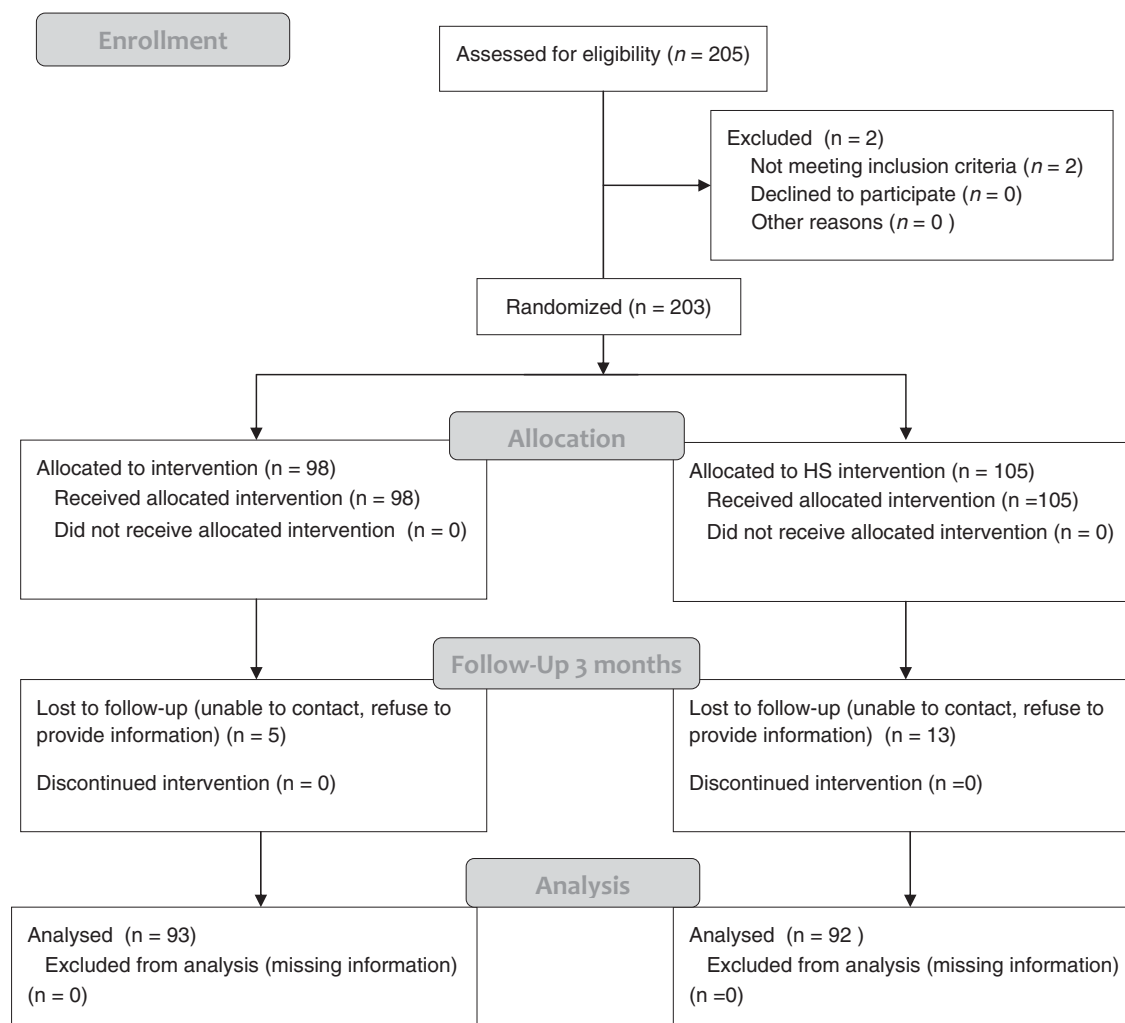 Enrollment
Assessed for eligibility (n = 205)
Excluded (n = 2)
Not meeting inclusion criteria (n = 2)
Declined to participate (n = 0)
Other reasons (n = 0 )
Randomized (n = 203)
Allocation
Allocated to intervention (n = 98)
Received allocated intervention (n = 98)
Did not receive allocated intervention (n = 0)
Allocated to HS intervention (n = 105)
Received allocated intervention (n =105)
Did not receive allocated intervention (n = 0)
Follow-Up 3 months
Lost to follow-up (unable to contact, refuse to
provide information) (n = 5)
Discontinued intervention (n = 0)
Lost to follow-up (unable to contact, refuse to
provide information) (n = 13)
Discontinued intervention (n =0)
Analysis
Analysed (n = 93)
Excluded from analysis (missing information)
(n = 0)
Analysed (n = 92 )
Excluded from analysis (missing information)
(n =0)